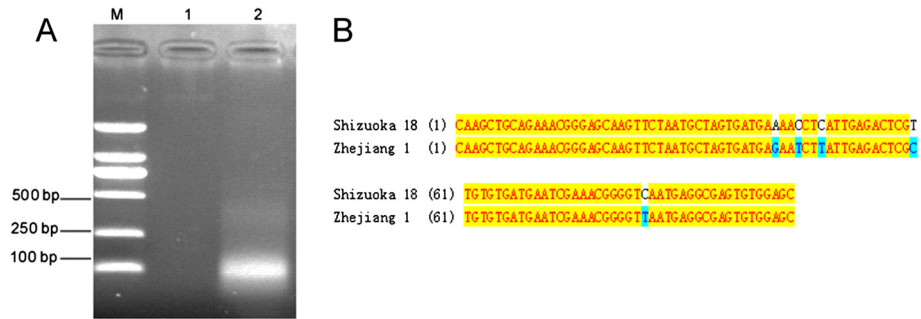 A
M 1 2
500 bp
250 bp
100 bp
B
Shizuoka 18 (1) CAAGCTGCAGAAACGGGAGCAAGTTCTAATGCTAGTGATGAAAAACCTCATTGAGACTCGT
Zhejiang 1 (1) CAAGCTGCAGAAACGGGAGCAAGTTCTAATGCTAGTGATGAGAATCTTATTGAGACTCGC
Shizuoka 18 (61) TGTGTGATGAATCGAAACGGGGTCAATGAGGCGAGTGTGGAGC
Zhejiang 1 (61) TGTGTGATGAATCGAAACGGGGTTAATGAGGCGAGTGTGGAGC